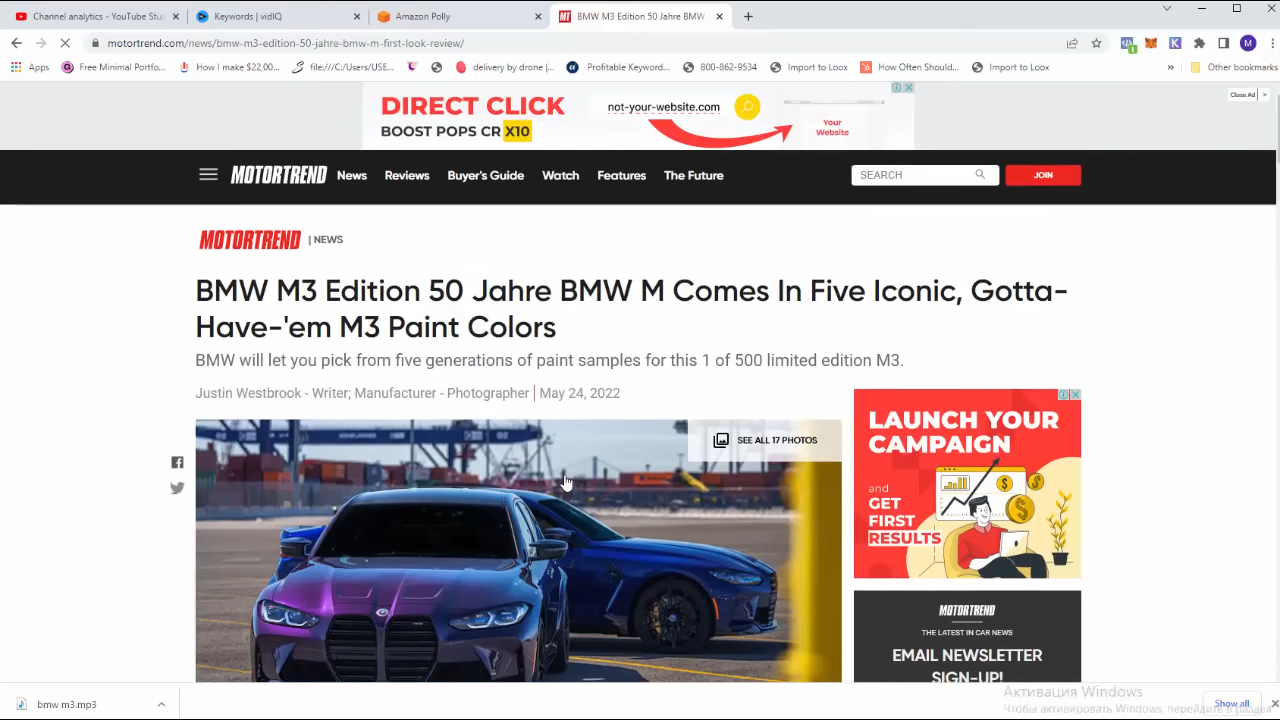 Channel analytics - YouTube Stu
Keywords | vidIQ
Amazon Polly
BMW M3 Edition 50 Jahre BMW
motortrend.com/news/bmw-m3-edition-50-jahre-bmw-m-first-look-review/
Apps
Free Minimal Portfo...
How I make $22,00...
file:///C:/Users/USE...
delivery by drone |...
Profitable Keyword...
800-862-9534
Import to Loox
How Often Should...
Import to Loox
Other bookmarks
DIRECT CLICK
BOOST POPS CR X10
not-your-website.com
Your
Website
Close Ad
MOTORTREND
News
Reviews
Buyer's Guide
Watch
Features
The Future
SEARCH
JOIN
MOTORTREND | NEWS
BMW M3 Edition 50 Jahre BMW M Comes In Five Iconic, Gotta-
Have-'em M3 Paint Colors
BMW will let you pick from five generations of paint samples for this 1 of 500 limited edition M3.
Justin Westbrook - Writer; Manufacturer - Photographer | May 24, 2022
SEE ALL 17 PHOTOS
LAUNCH YOUR
CAMPAIGN
and
GET
FIRST
RESULTS
MOTORTREND
THE LATEST IN CAR NEWS
EMAIL NEWSLETTER
SIGN-UP!
Активация Windows
Чтобы активировать Windows, перейдите в раздел
bmw m3.mp3
Show all